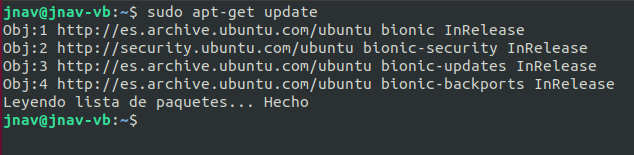 jnav@jnav-vb:~$ sudo apt-get update
Obj:1 http://es.archive.ubuntu.com/ubuntu bionic InRelease
Obj:2 http://security.ubuntu.com/ubuntu bionic-security InRelease
Obj:3 http://es.archive.ubuntu.com/ubuntu bionic-updates InRelease
Obj:4 http://es.archive.ubuntu.com/ubuntu bionic-backports InRelease
Leyendo lista de paquetes... Hecho
jnav@jnav-vb:~$